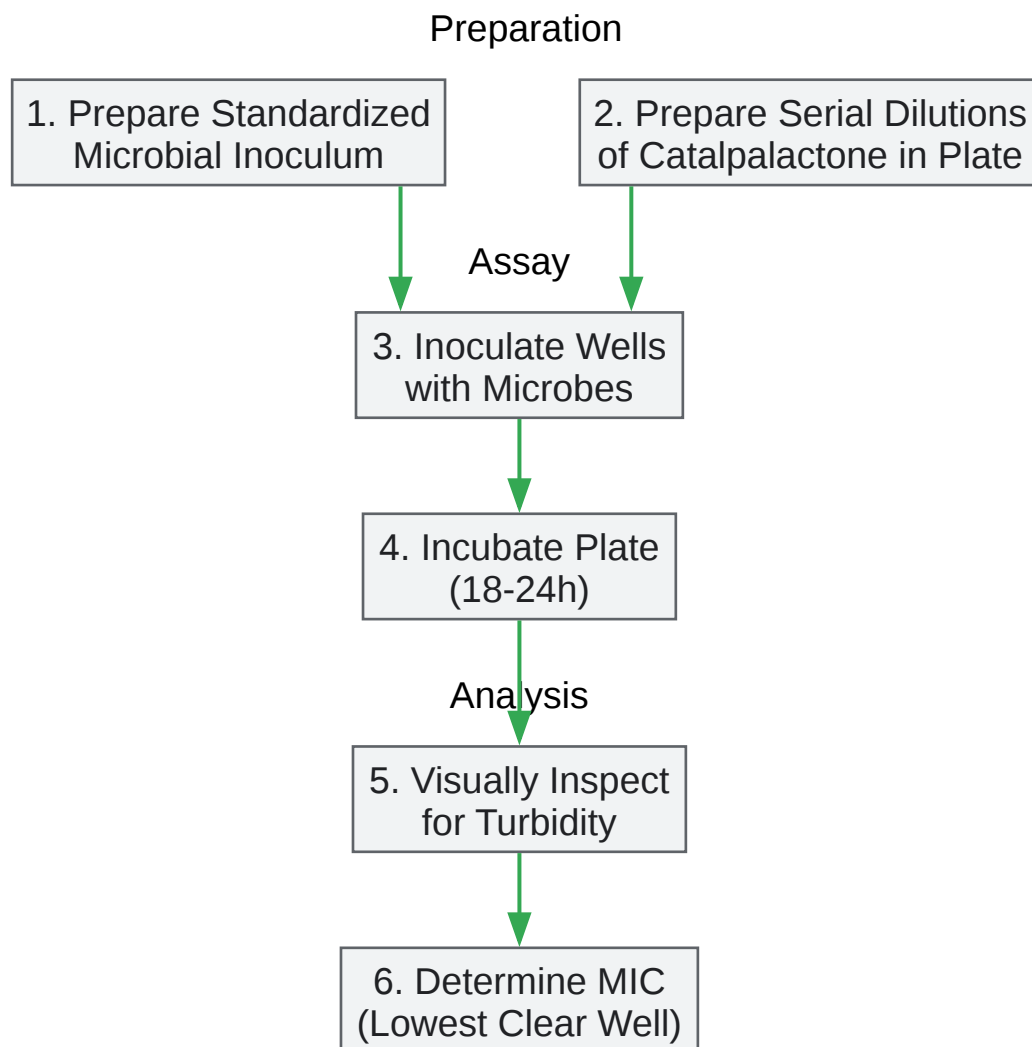 Preparation
1. Prepare Standardized
Microbial Inoculum
2. Prepare Serial Dilutions
of Catalpalactone in Plate
Assay
3. Inoculate Wells
with Microbes
4. Incubate Plate
(18-24h)
Analysis
5. Visually Inspect
for Turbidity
6. Determine MIC
(Lowest Clear Well)